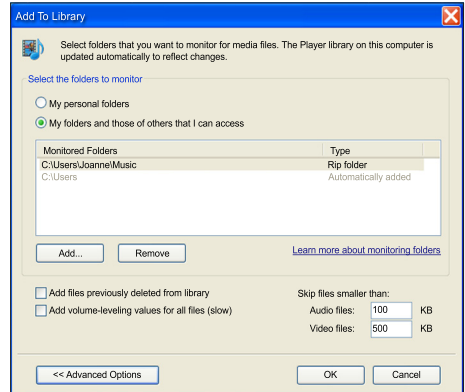 Add To Library
Select folders that you want to monitor for media files. The Player library on this computer is
updated automatically to reflect changes.
Select the folders to monitor
My personal folders
My folders and those of others that I can access
Monitored Folders Type
C:\Users\Joanne\Music Rip folder
C:\Users Automatically added
Add... Remove Learn more about monitoring folders
Add files previously deleted from library Skip files smaller than:
Add volume-leveling values for all files (slow) Audio files: 100 KB
Video files: 500 KB
<< Advanced Options OK Cancel